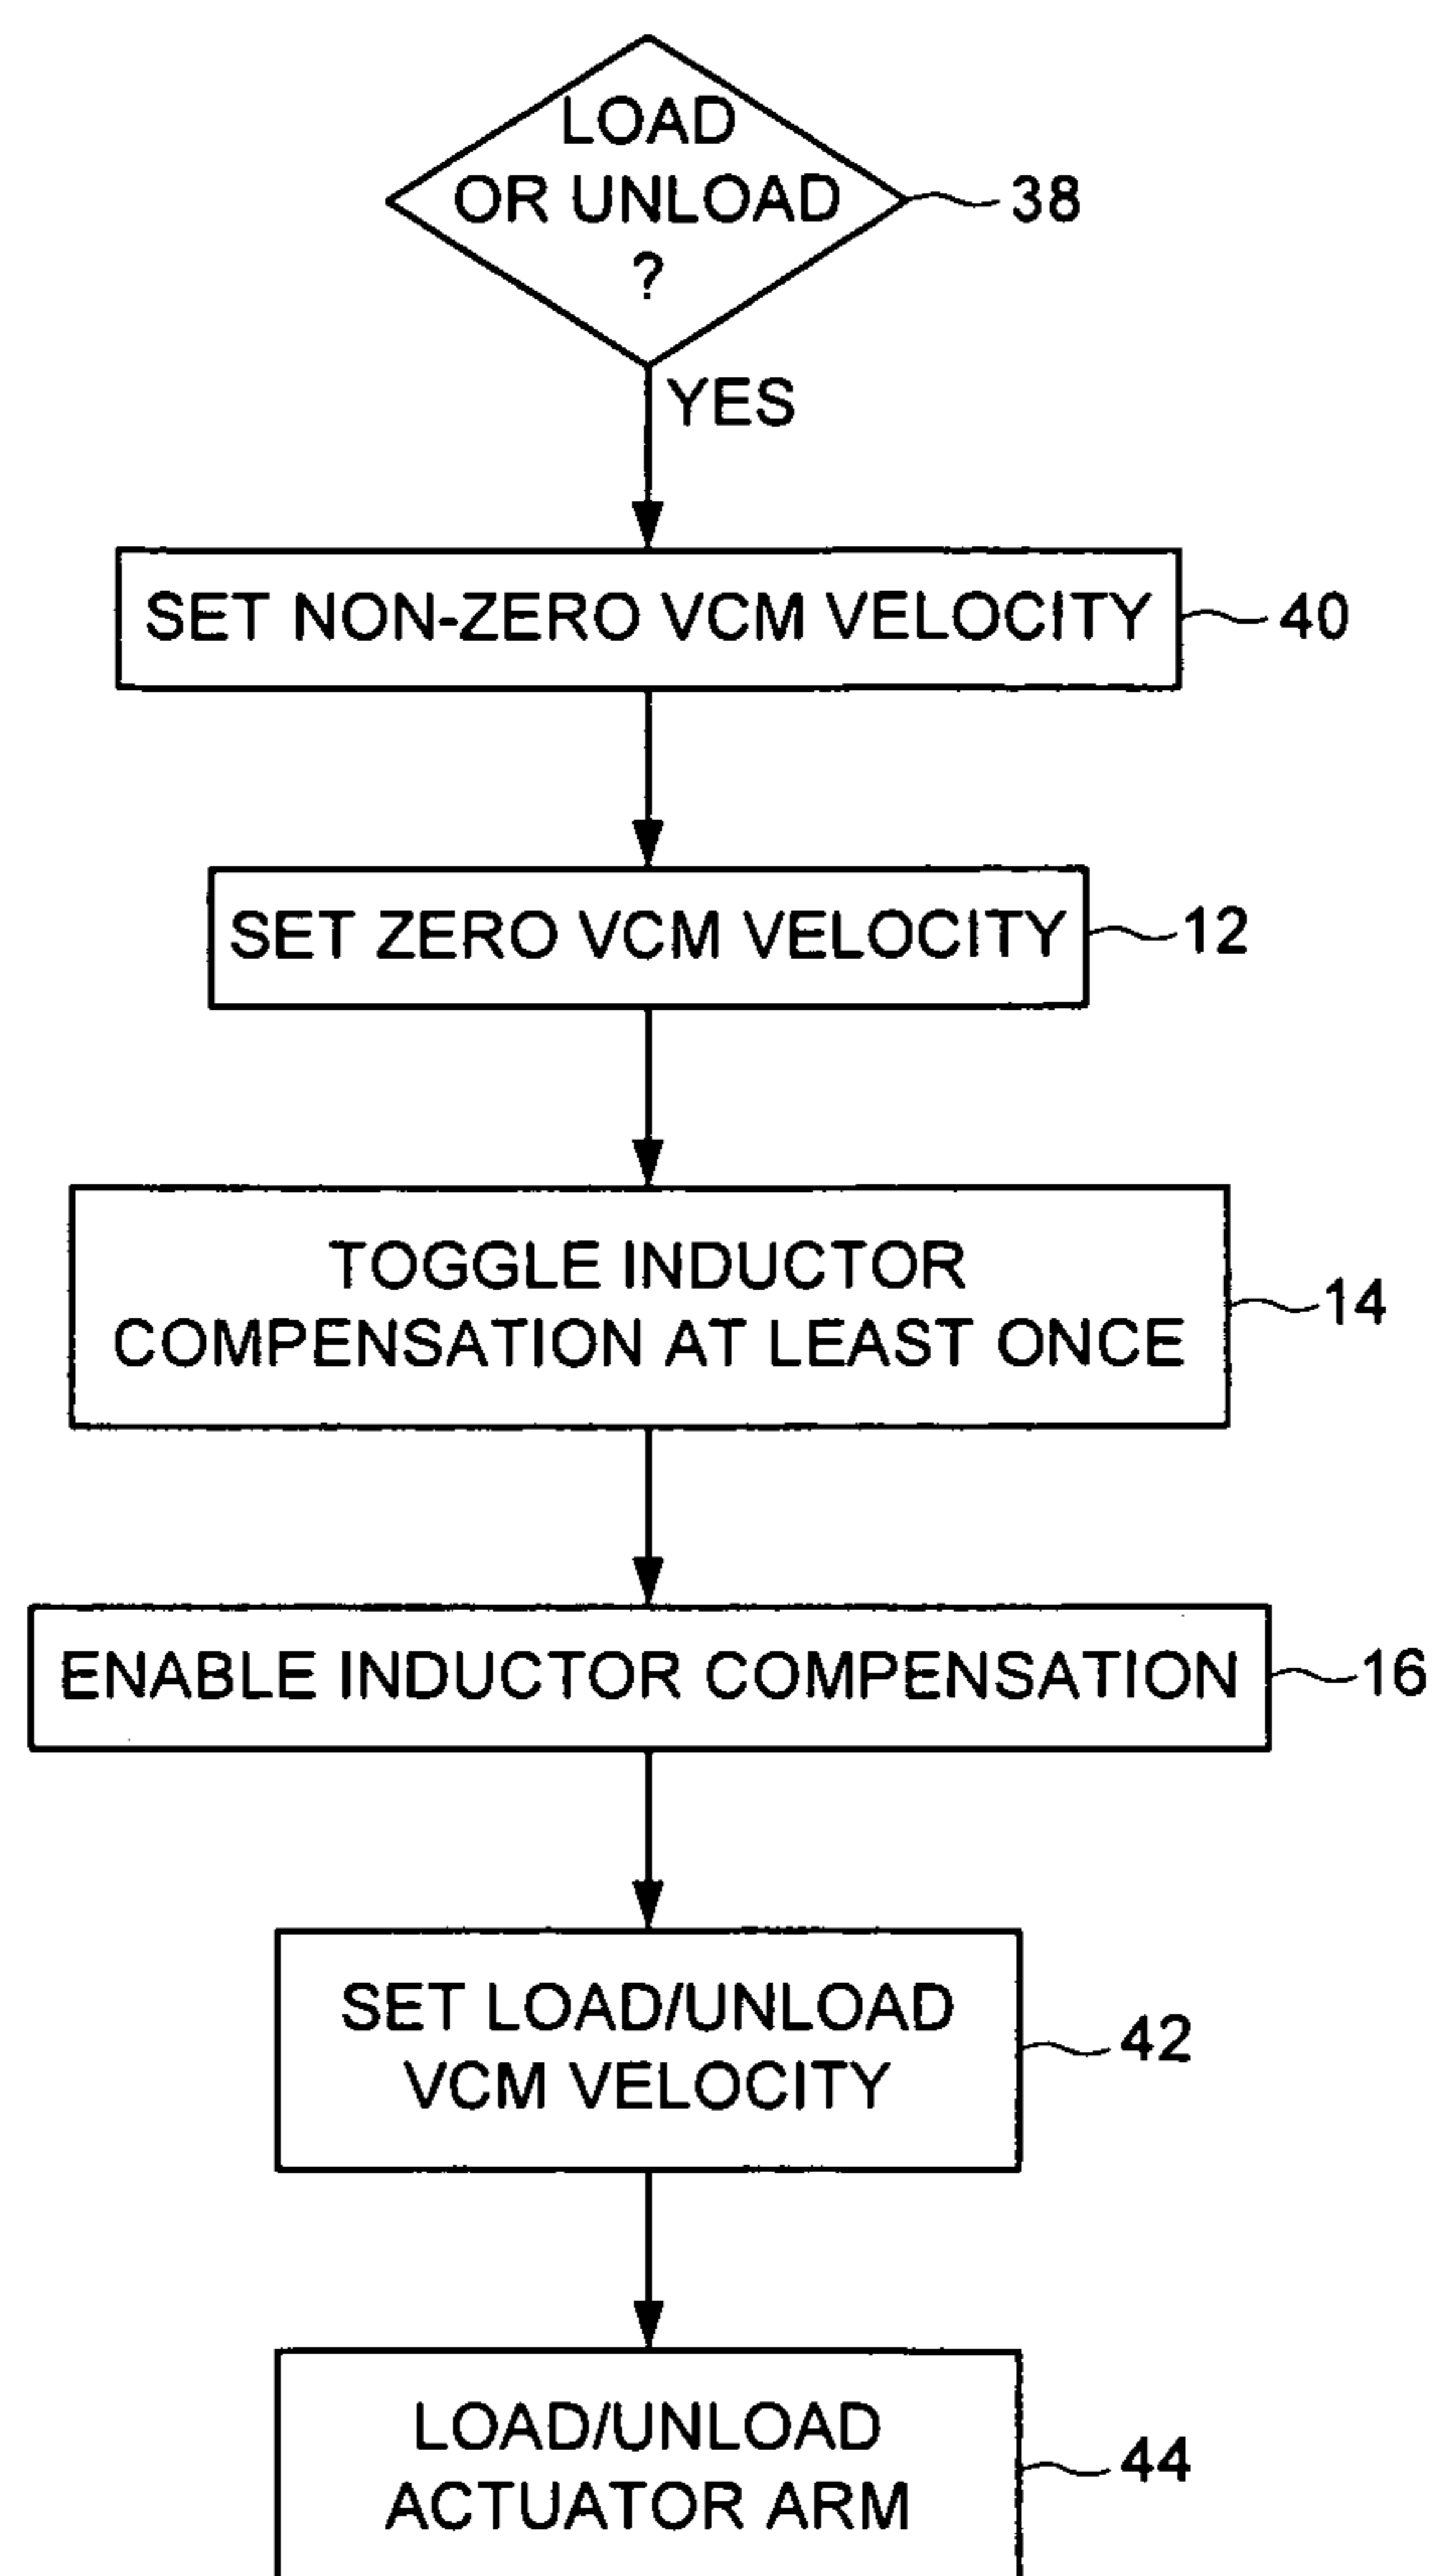 LOAD
OR UNLOAD
?
38
YES
SET NON-ZERO VCM VELOCITY
40
SET ZERO VCM VELOCITY
12
TOGGLE INDUCTOR
COMPENSATION AT LEAST ONCE
14
ENABLE INDUCTOR COMPENSATION
16
SET LOAD/UNLOAD
VCM VELOCITY
42
LOAD/UNLOAD
ACTUATOR ARM
44